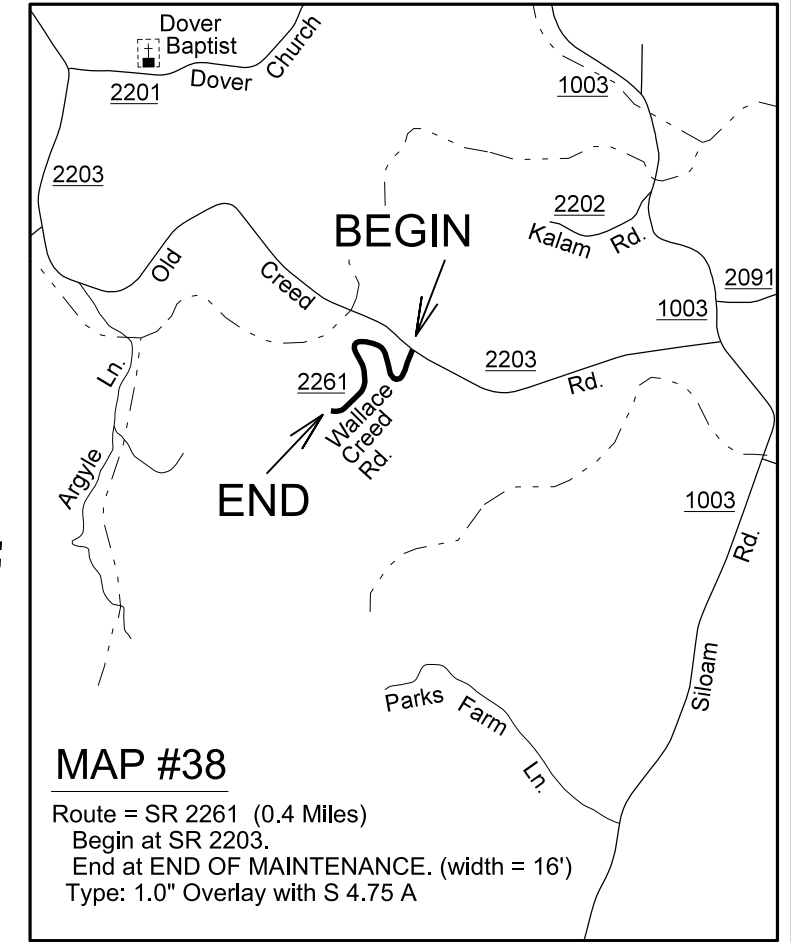 Dover
Baptist
Dover Church
2201
1003
2203
2202
Kalam Rd.
BEGIN
Old Creed
2091
1003
2203
Rd.
Ln.
2261
Wallace
Creed
Rd.
Argyle
END
1003
Rd.
Siloam
Parks Farm Ln.
MAP #38
Route = SR 2261 (0.4 Miles)
Begin at SR 2203.
End at END OF MAINTENANCE. (width = 16')
Type: 1.0" Overlay with S 4.75 A